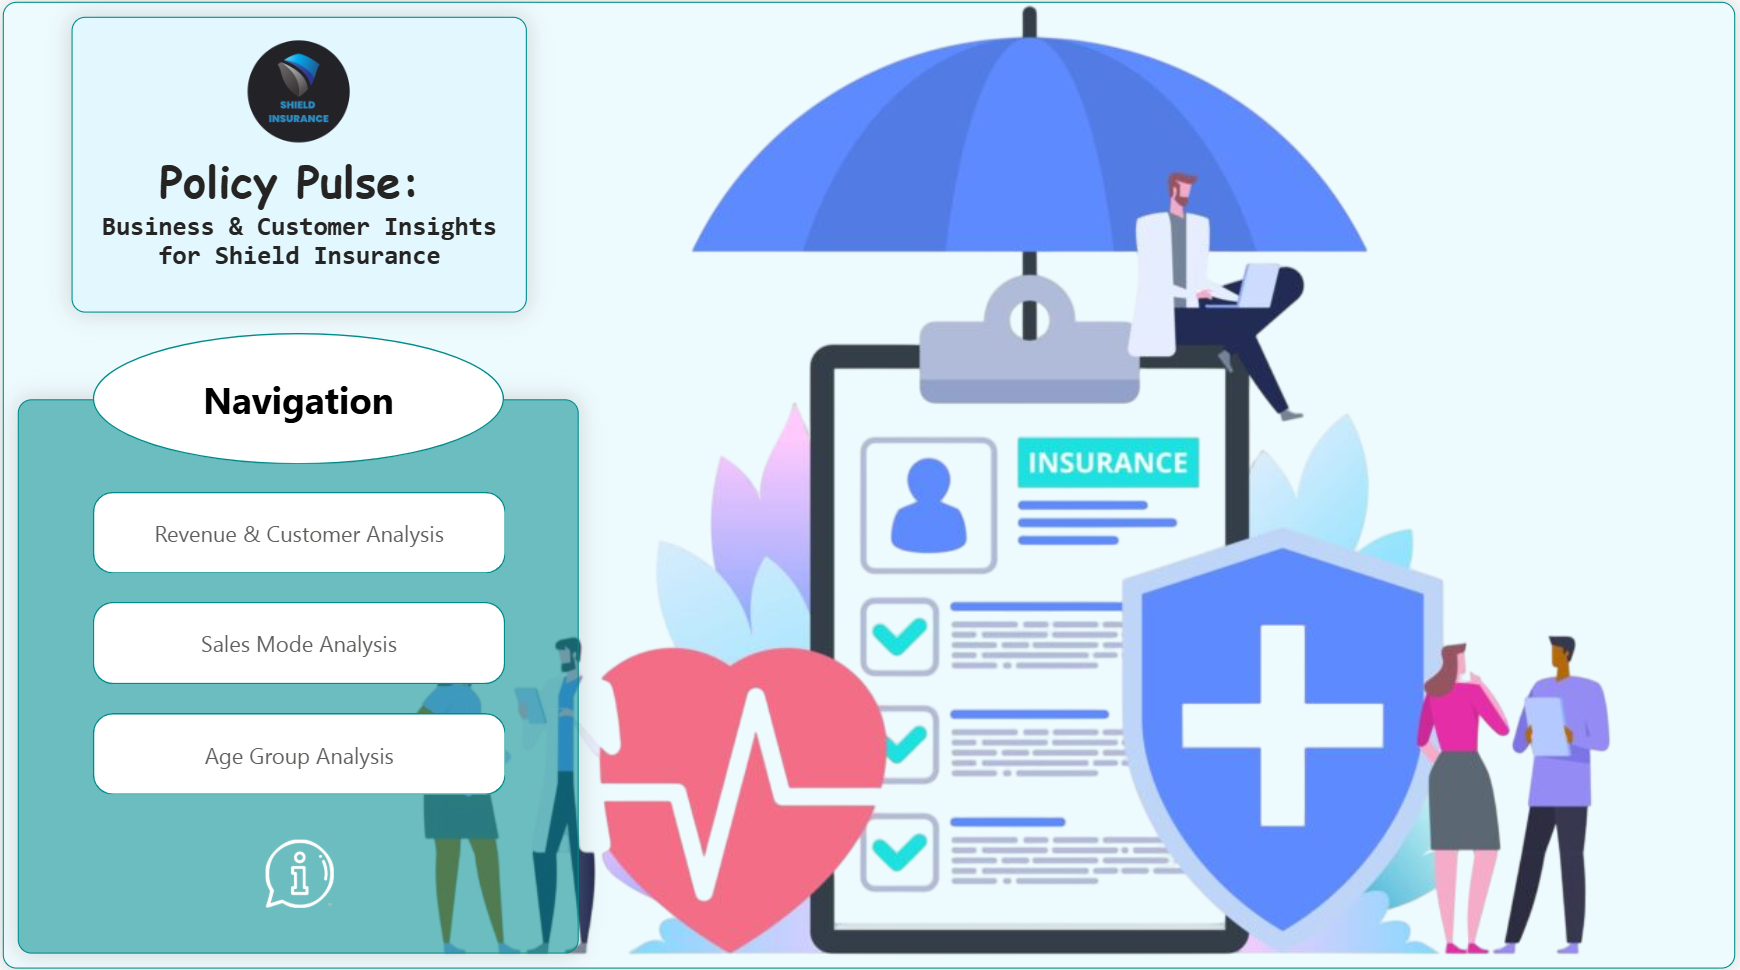 SHIELD
INSURANCE
Policy Pulse:
Business & Customer Insights
for Shield Insurance
Navigation
Revenue & Customer Analysis
Sales Mode Analysis
Age Group Analysis
INSURANCE